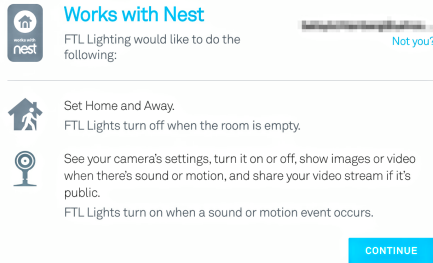 Works with Nest
FTL Lighting would like to do the
following:
works with
nest
Not you?
Set Home and Away.
FTL Lights turn off when the room is empty.
See your camera's settings, turn it on or off, show images or video
when there's sound or motion, and share your video stream if it's
public.
FTL Lights turn on when a sound or motion event occurs.
CONTINUE